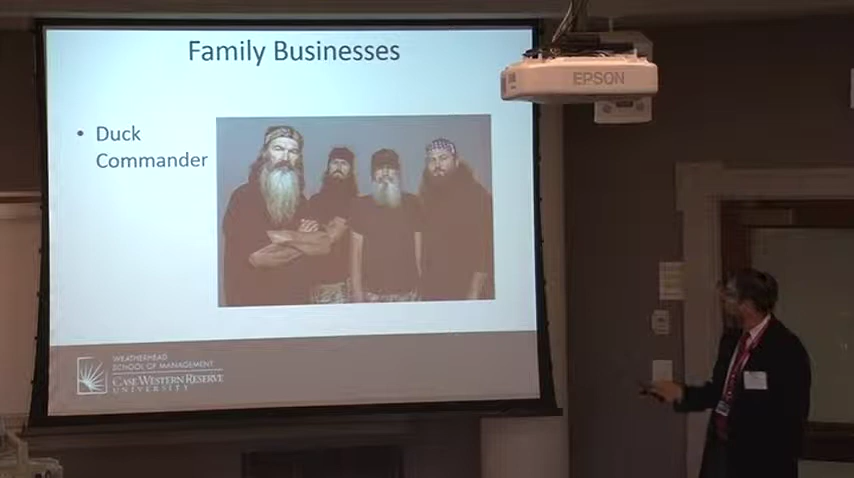 Family Businesses
• Duck
Commander
WEATHERHEAD
SCHOOL OF MANAGEMENT
CASE WESTERN RESERVE
UNIVERSITY
EPSON